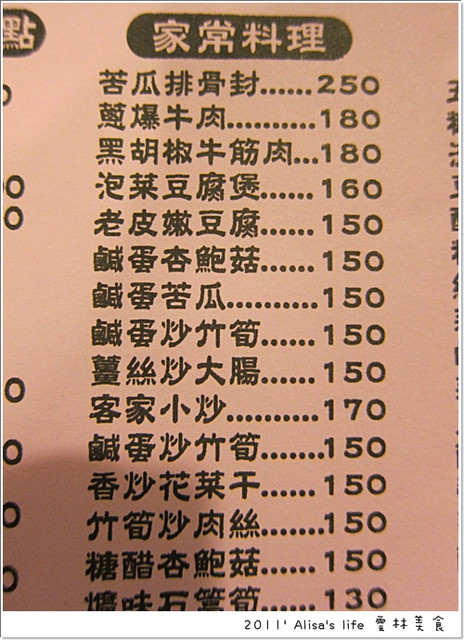 點
家常料理
苦瓜排骨封......250
蔥爆牛肉...........180
黑胡椒牛筋肉...180
泡菜豆腐煲......160
老皮嫩豆腐.......150
鹹蛋杏鮑菇.......150
鹹蛋苦瓜...........150
鹹蛋炒竹筍.......150
薑絲炒大腸.......150
客家小炒...........170
鹹蛋炒竹筍........150
香炒花菜干.......150
竹筍炒肉絲........150
糖醋杏鮑菇.......150
130
2011' Alisa's life 雲林美食